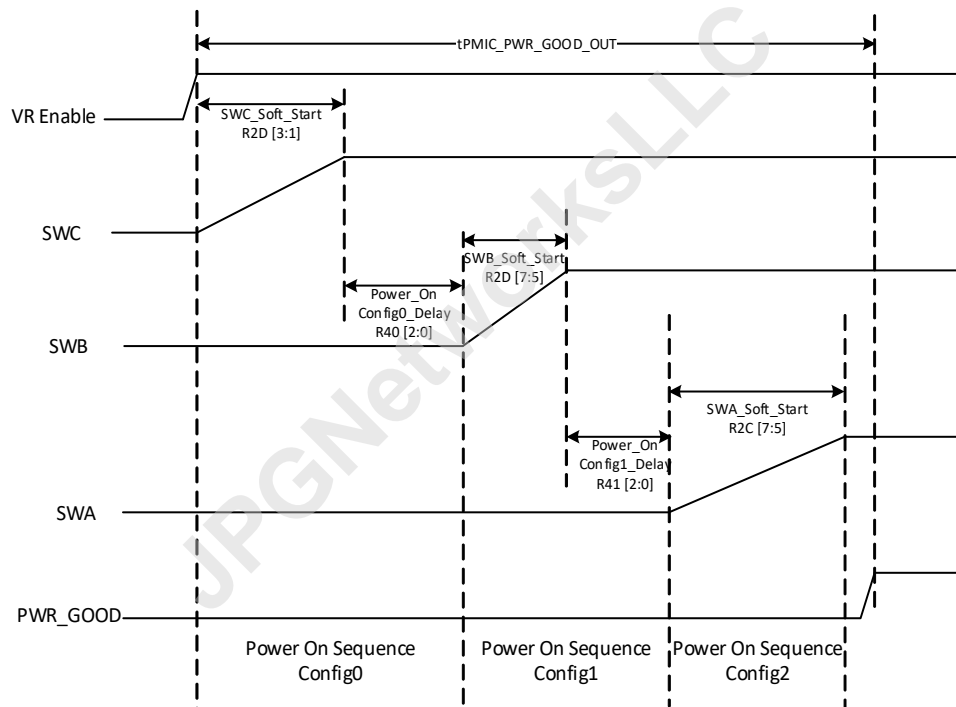 tPMIC_PWR_GOOD_OUT
VR Enable
SWC_Soft_Start
R2D [3:1]
SWC
SWB_Soft_Start
R2D [7:5]
Power_On
Config0_Delay
R40 [2:0]
SWB
SWA_Soft_Start
R2C [7:5]
Power_On
Config1_Delay
R41 [2:0]
SWA
PWR_GOOD
Power On Sequence
Config0
Power On Sequence
Config1
Power On Sequence
Config2
JPGNetworksLLC